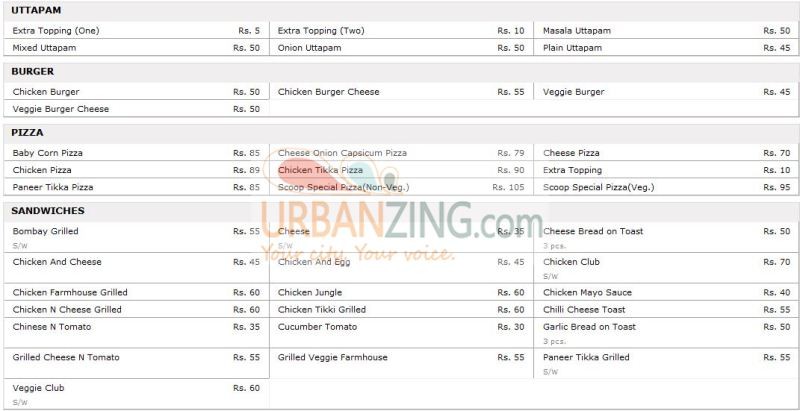 UTTAPAM
Extra Topping (One) Rs. 5 Extra Topping (Two) Rs. 10 Masala Uttapam Rs. 50
Mixed Uttapam Rs. 50 Onion Uttapam Rs. 50 Plain Uttapam Rs. 45
BURGER
Chicken Burger Rs. 50 Chicken Burger Cheese Rs. 55 Veggie Burger Rs. 45
Veggie Burger Cheese Rs. 50
PIZZA
Baby Corn Pizza Rs. 85 Cheese Onion Capsicum Pizza Rs. 79 Cheese Pizza Rs. 70
Chicken Pizza Rs. 89 Chicken Tikka Pizza Rs. 90 Extra Topping Rs. 10
Paneer Tikka Pizza Rs. 85 Scoop Special Pizza(Non-Veg.) Rs. 105 Scoop Special Pizza(Veg.) Rs. 95
URBANZING.com
Your city. Your voice.
SANDWICHES
Bombay Grilled Rs. 55 Cheese Rs. 35 Cheese Bread on Toast Rs. 50
S/W S/W 3 pcs.
Chicken And Cheese Rs. 45 Chicken And Egg Rs. 45 Chicken Club Rs. 70
S/W
Chicken Farmhouse Grilled Rs. 60 Chicken Jungle Rs. 60 Chicken Mayo Sauce Rs. 40
Chicken N Cheese Grilled Rs. 60 Chicken Tikki Grilled Rs. 60 Chilli Cheese Toast Rs. 55
Chinese N Tomato Rs. 35 Cucumber Tomato Rs. 30 Garlic Bread on Toast Rs. 50
3 pcs.
Grilled Cheese N Tomato Rs. 55 Grilled Veggie Farmhouse Rs. 55 Paneer Tikka Grilled Rs. 55
S/W
Veggie Club Rs. 60
S/W